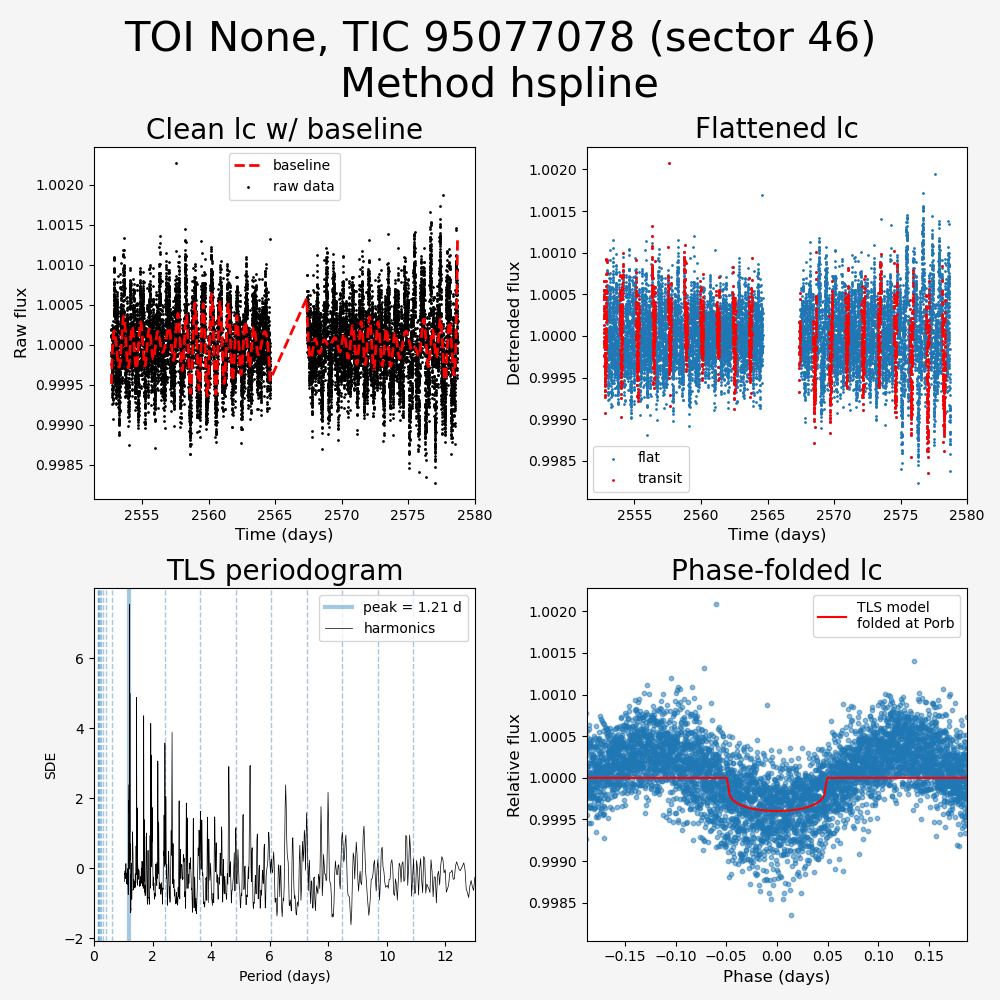 TOI None, TIC 95077078 (sector 46)
Method hspline
Clean lc w/ baseline
baseline
raw data
1.0020
1.0015
1.0010
1.0005
1.0000
0.9995
0.9990
0.9985
Raw flux
2555
2560
2565
2570
2575
2580
Time (days)
Flattened lc
flat
transit
1.0020
1.0015
1.0010
1.0005
1.0000
0.9995
0.9990
0.9985
Detrended flux
2555
2560
2565
2570
2575
2580
Time (days)
TLS periodogram
peak = 1.21 d
harmonics
6
4
2
0
−2
SDE
0
2
4
6
8
10
12
Period (days)
Phase-folded lc
TLS model
folded at Porb
1.0020
1.0015
1.0010
1.0005
1.0000
0.9995
0.9990
0.9985
Relative flux
−0.15
−0.10
−0.05
0.00
0.05
0.10
0.15
Phase (days)